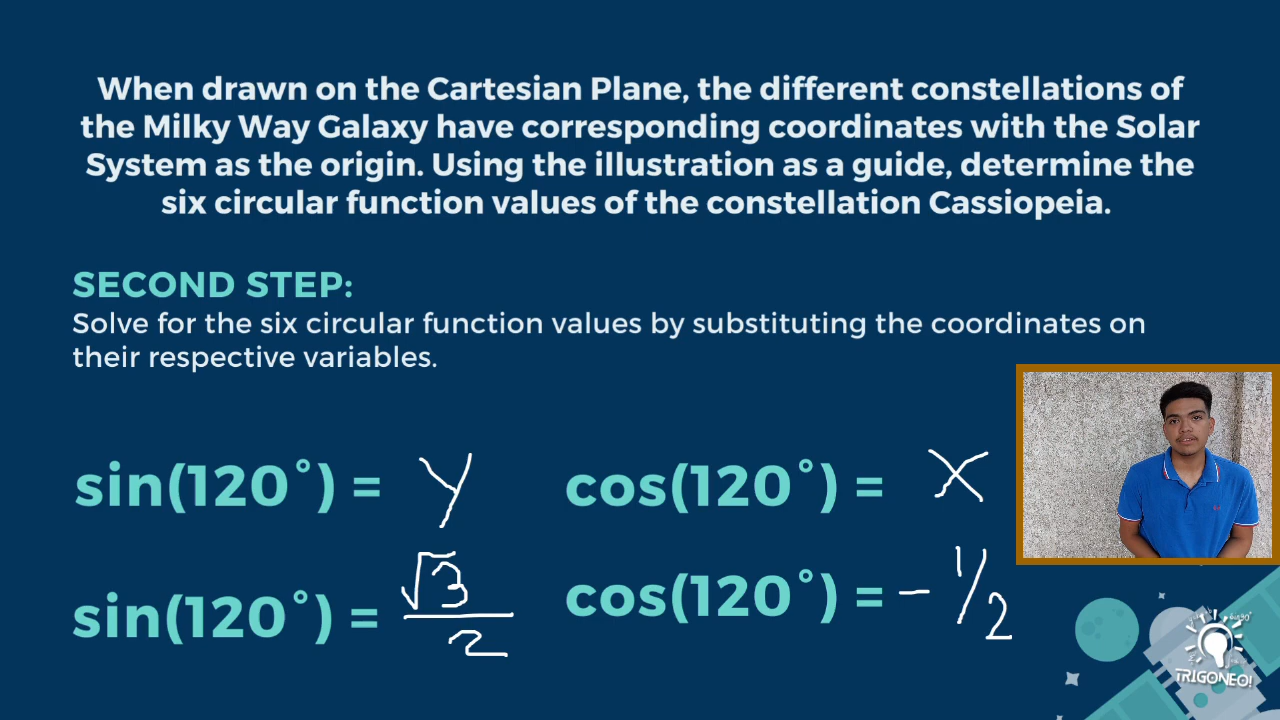 When drawn on the Cartesian Plane, the different constellations of
the Milky Way Galaxy have corresponding coordinates with the Solar
System as the origin. Using the illustration as a guide, determine the
six circular function values of the constellation Cassiopeia.
SECOND STEP:
Solve for the six circular function values by substituting the coordinates on
their respective variables.
sin(120°) = y
cos(120°) = x
sin(120°) = √3/2
cos(120°) = - 1/2
TRIGONEO!